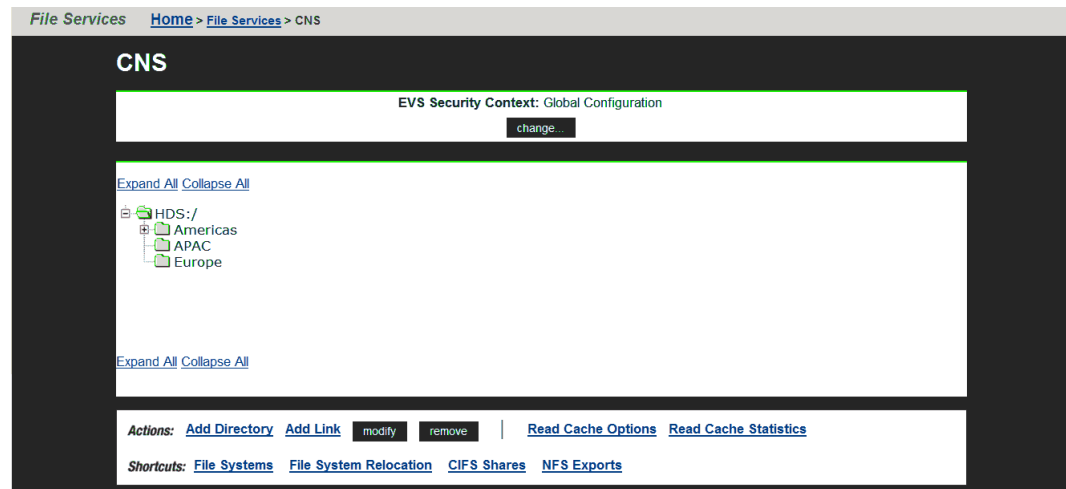 File Services Home > File Services > CNS
CNS
EVS Security Context: Global Configuration
change...
Expand All Collapse All
HDS:/
Americas
APAC
Europe
Expand All Collapse All
Actions: Add Directory Add Link modify remove | Read Cache Options Read Cache Statistics
Shortcuts: File Systems File System Relocation CIFS Shares NFS Exports